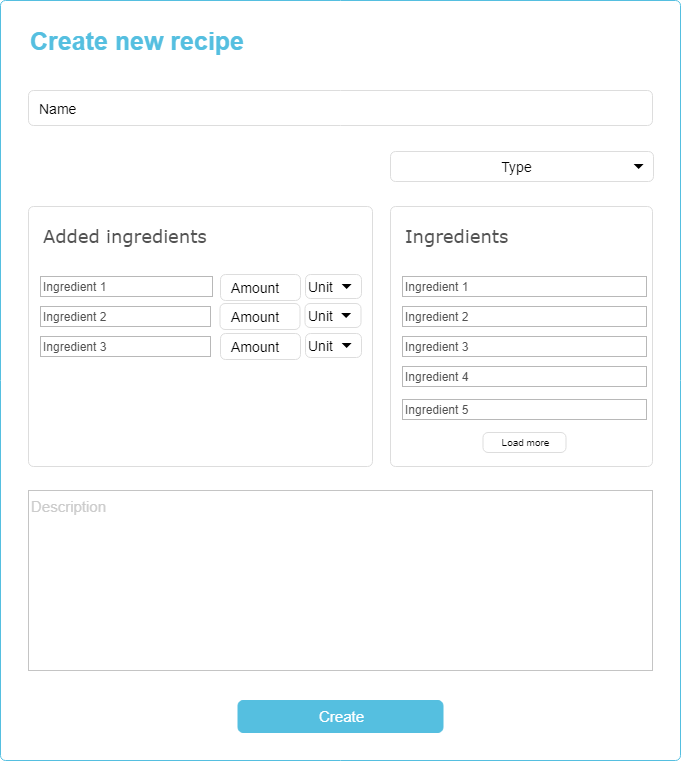 Create new recipe
Name
Type
Added ingredients
Ingredient 1 Amount Unit
Ingredient 2 Amount Unit
Ingredient 3 Amount Unit
Ingredients
Ingredient 1
Ingredient 2
Ingredient 3
Ingredient 4
Ingredient 5
Load more
Description
Create